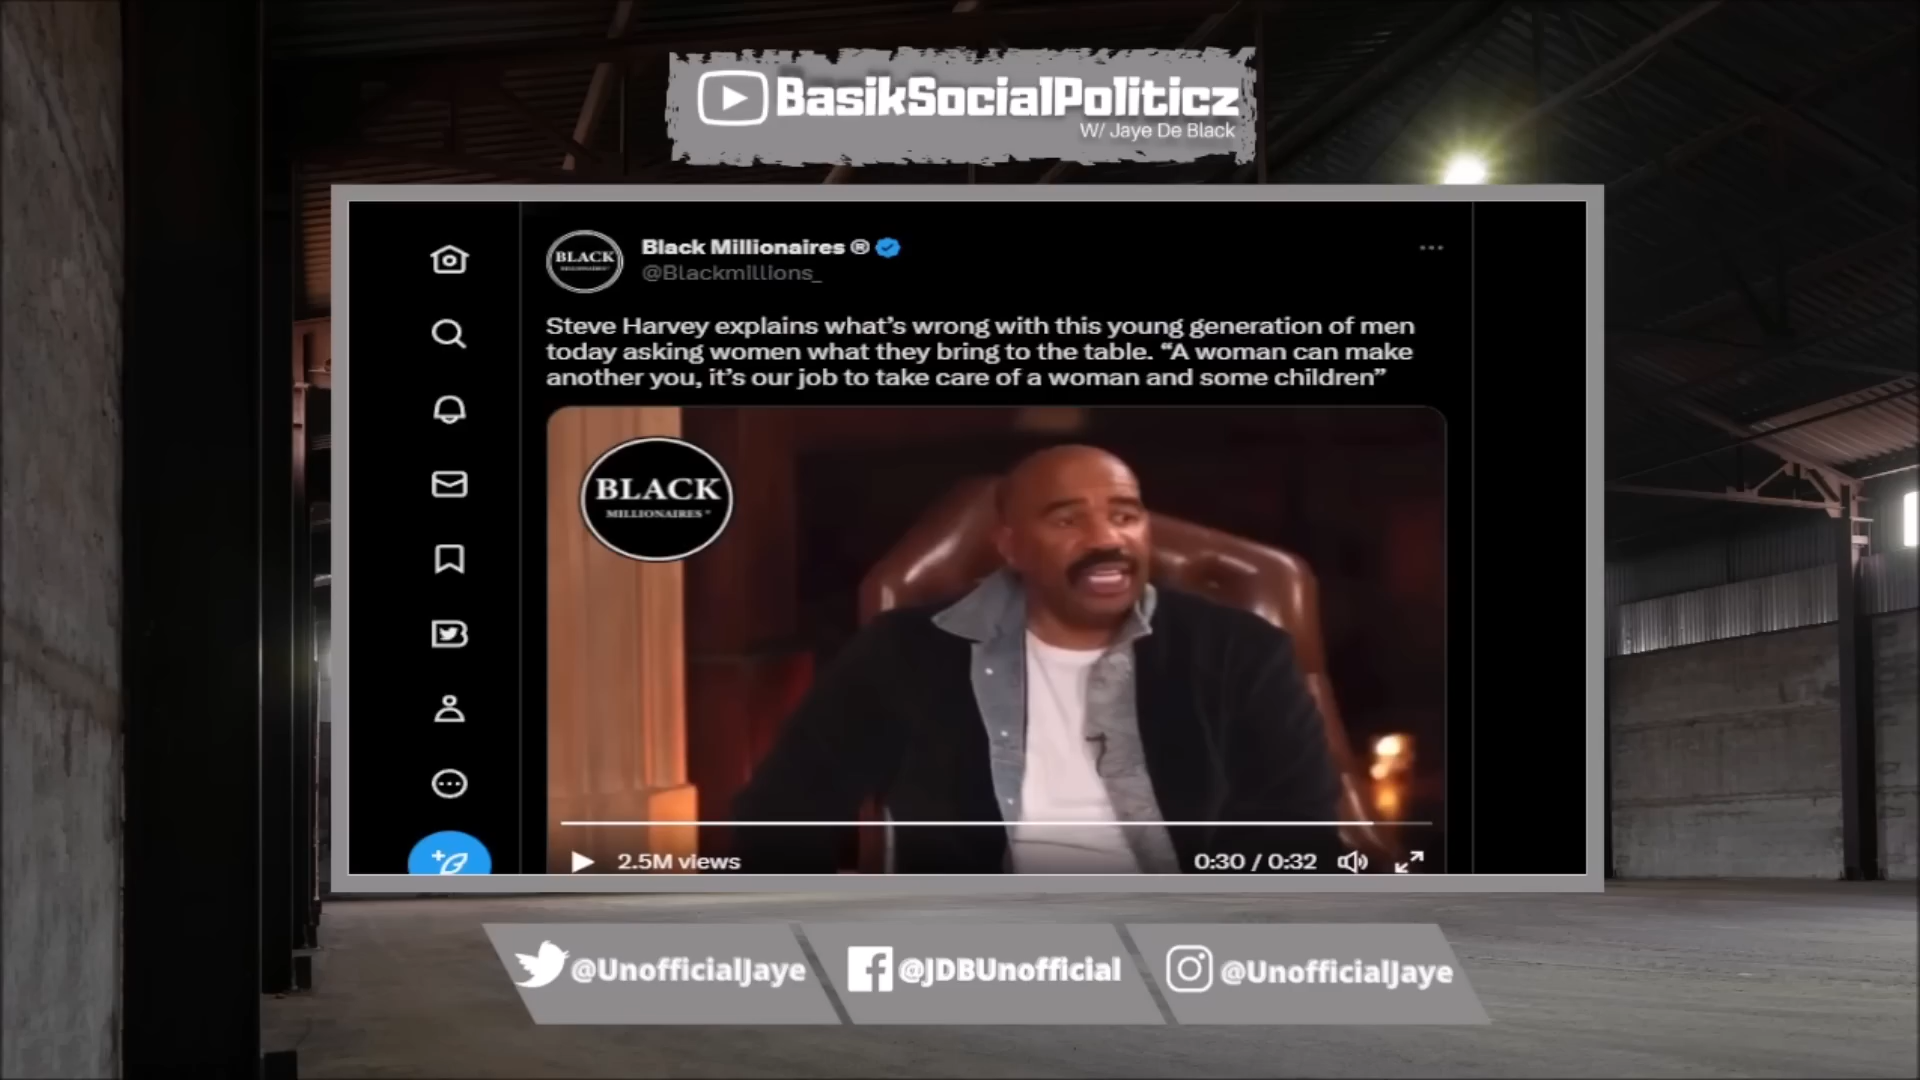 BasikSocialPoliticz
W/ Jaye De Black
BLACK
MILLIONAIRES
Black Millionaires ®
@Blackmillions_
Steve Harvey explains what's wrong with this young generation of men
today asking women what they bring to the table. “A woman can make
another you, it's our job to take care of a woman and some children”
BLACK
MILLIONAIRES
2.5M views
0:30 / 0:32
@UnofficialJaye
@JDBUnofficial
@UnofficialJaye